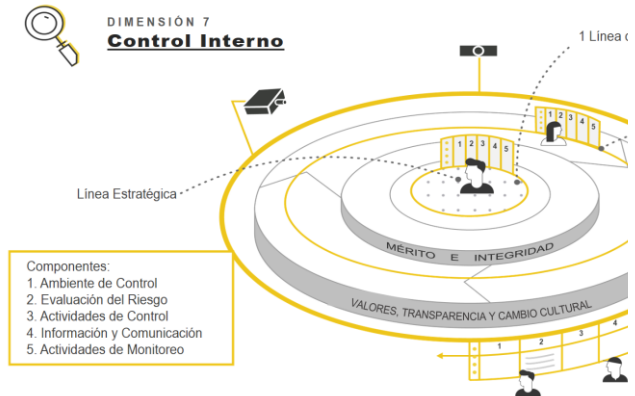 DIMENSIÓN 7
Control Interno
1 Linea
1 2 3 4 5
1 2 3 4 5
Linea Estratégica
MÉRITO E INTEGRIDAD
VALORES, TRANSPARENCIA Y CAMBIO CULTURAL
Componentes:
1. Ambiente de Control
2. Evaluación del Riesgo
3. Actividades de Control
4. Información y Comunicación
5. Actividades de Monitoreo
1 2 3 4